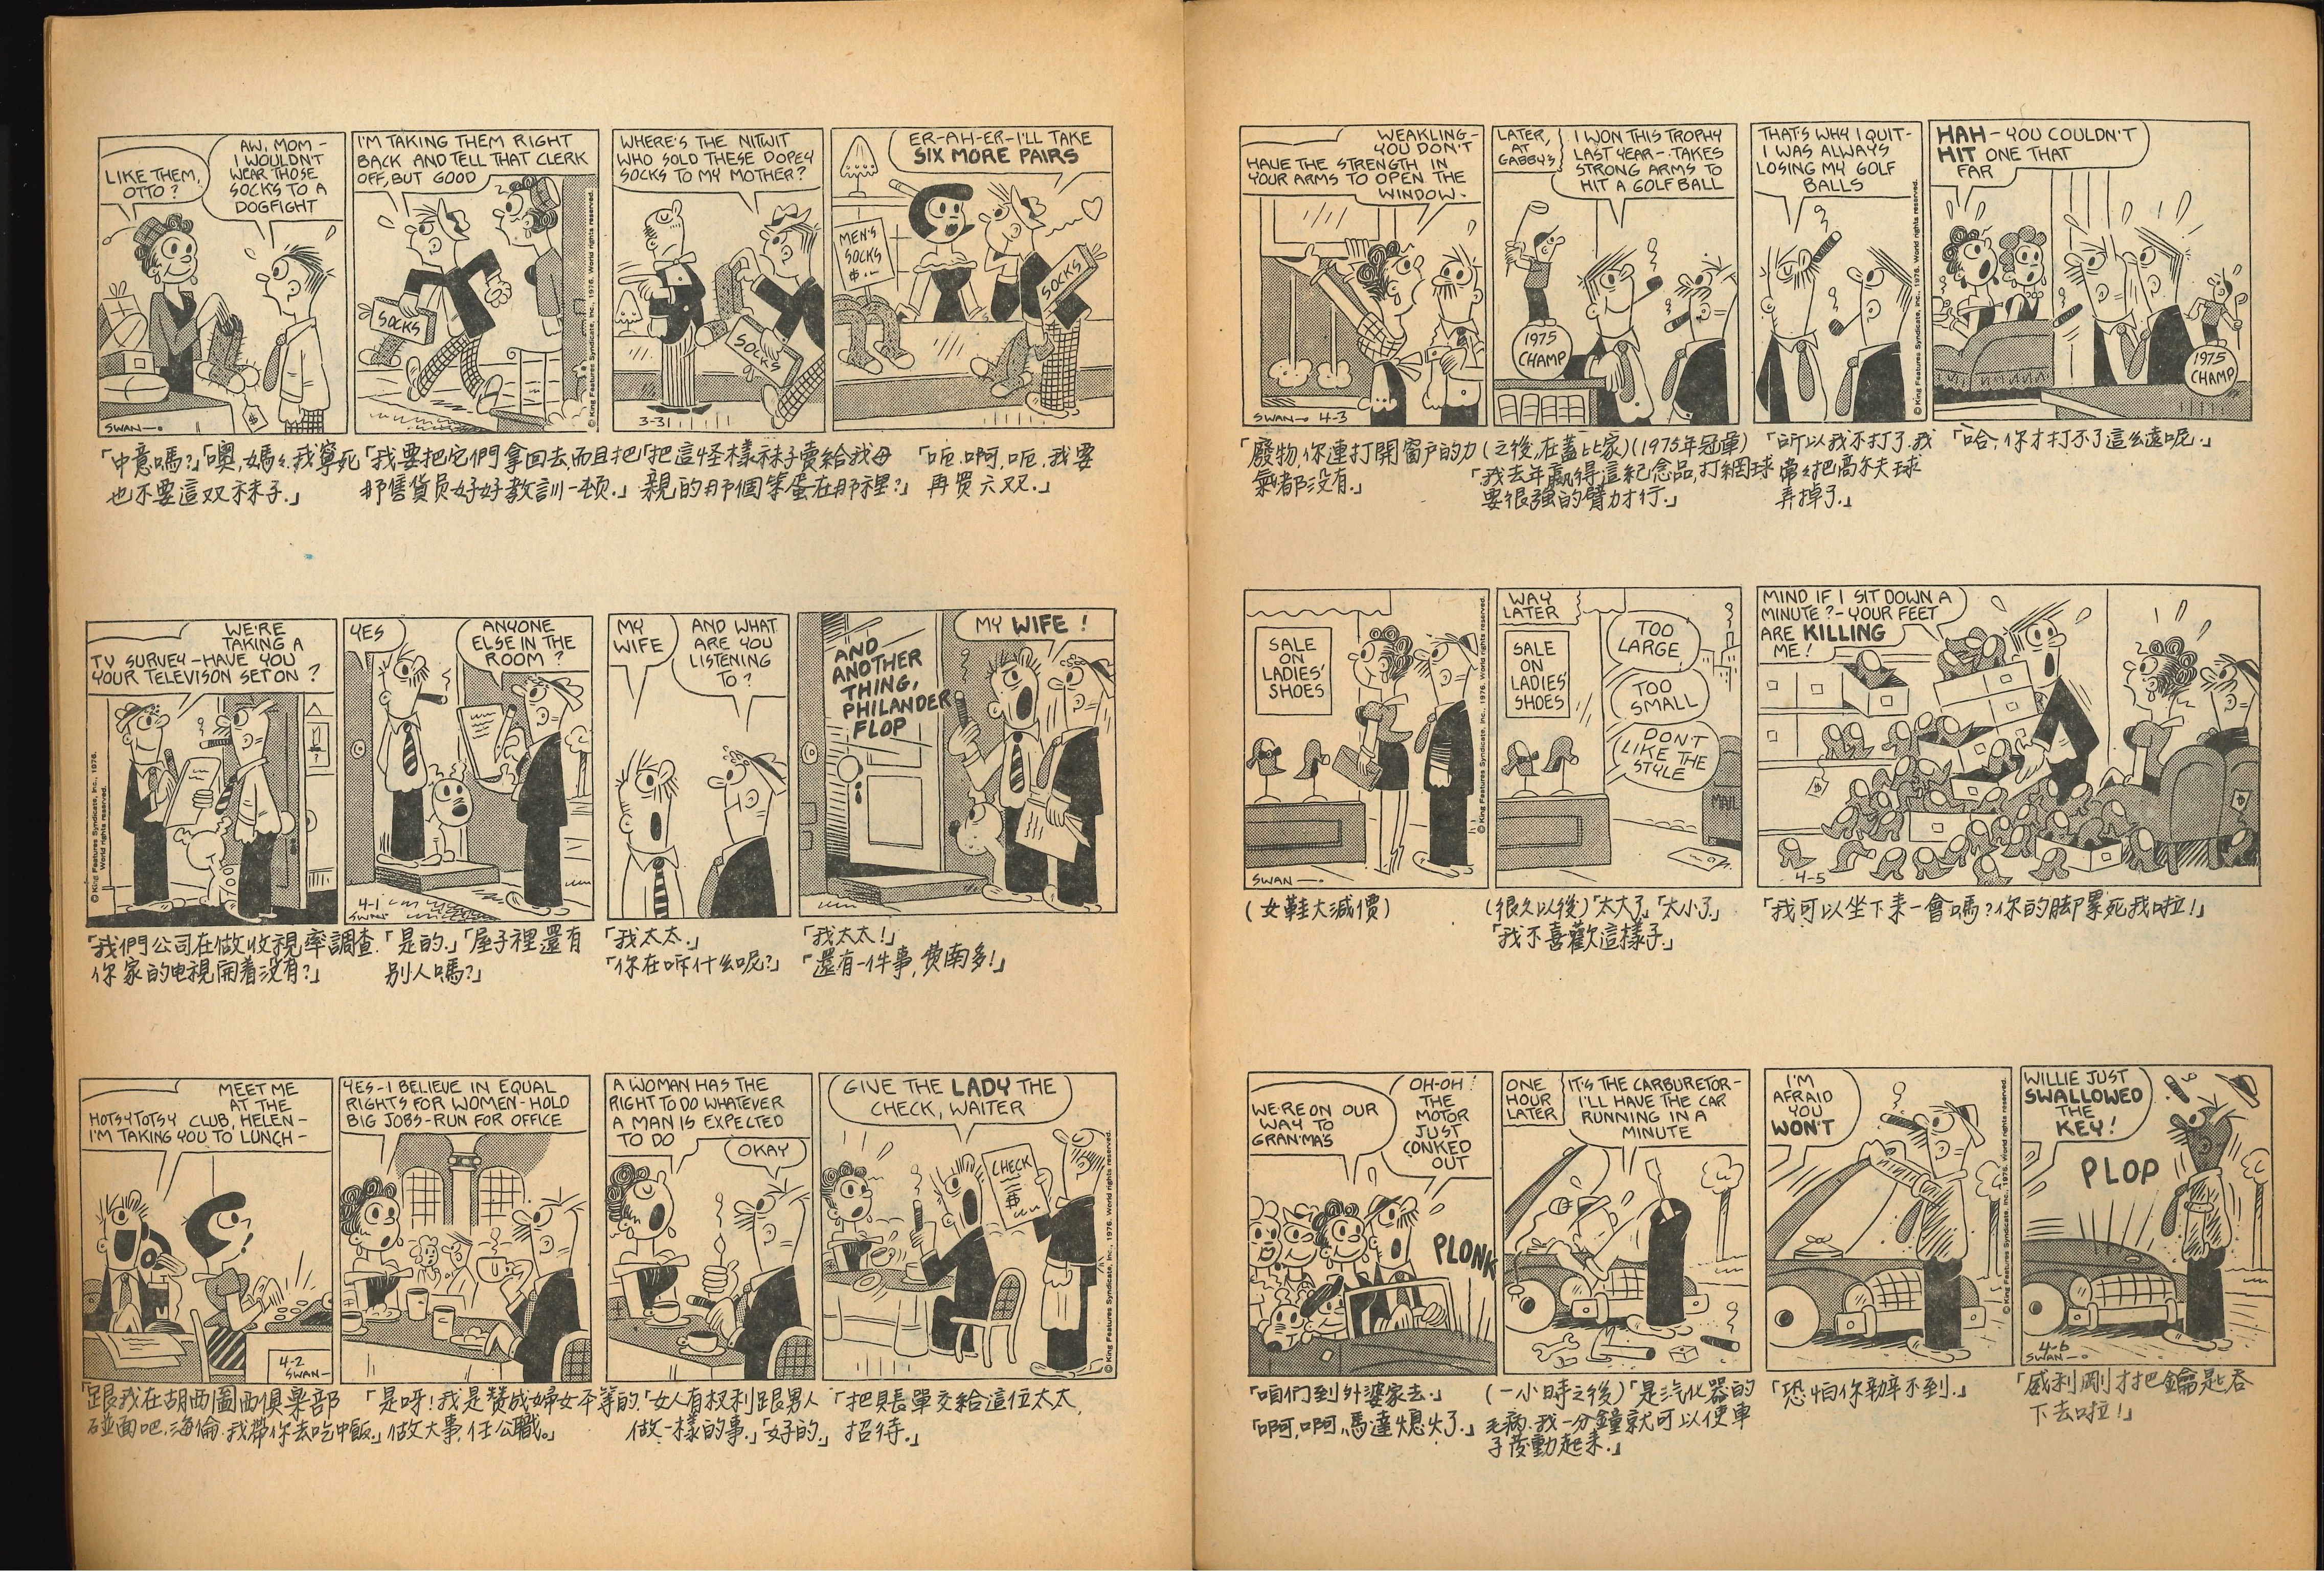 LIKE THEM,
OTTO?
AW, MOM-
I WOULDN'T
WEAR THOSE
SOCKS TO A
DOGFIGHT
$
SWAN
I'M TAKING THEM RIGHT
BACK AND TELL THAT CLERK
OFF, BUT GOOD
SOCKS
© King Features Syndicate, Inc., 1976. World rights reserved.
WHERE'S THE NITWIT
WHO SOLD THESE DOPEY
SOCKS TO MY MOTHER?
SOCKS
3-31
ER-AH-ER-I'LL TAKE
SIX MORE PAIRS
MEN'S
SOCKS
$.-
SOCKS
「中意嗎?」「噢,媽々,我寧死
也不要這双袜子.」
「我要把它們拿回去,而且把
那售貨員好好教訓一顿.」
「把這怪樣袜子賣給我母
親的那個笨蛋在那裡?」
「呃.啊,呃.我要
再買六双.」
WE'RE
TAKING A
TV SURVEY-HAVE YOU
YOUR TELEVISON SET ON?
© King Features Syndicate, Inc., 1976.
World rights reserved.
YES
ANYONE
ELSE IN THE
ROOM?
4-1
SWAN
MY
WIFE
AND WHAT
ARE YOU
LISTENING
TO?
AND
ANOTHER
THING,
PHILANDER
FLOP
MY WIFE!
「我們公司在做收視率調查.
你家的电視開着没有?」
「是的.」「屋子裡還有
别人嗎?」
「我太太.」
「你在听什么呢?」
「我太太!」
「還有一件事,費南多!」
MEET ME
AT THE
HOTSYTOTSY CLUB, HELEN-
I'M TAKING YOU TO LUNCH-
4-2
SWAN
YES-I BELIEVE IN EQUAL
RIGHTS FOR WOMEN-HOLD
BIG JOBS-RUN FOR OFFICE
A WOMAN HAS THE
RIGHT TO DO WHATEVER
A MAN IS EXPECTED
TO DO
OKAY
GIVE THE LADY THE
CHECK, WAITER
CHECK
$
© King Features Syndicate, Inc., 1976. World rights reserved.
「跟我在胡西圖西俱楽部
碰面吧,海倫.我帶你去吃中飯.」
「是呀!我是赞成婦女平等的.
做大事,任公職。」
「女人有权利跟男人
做一樣的事.」「好的.」
「把賬單交給這位太太,
招待.」
WEAKLING-
YOU DON'T
HAVE THE STRENGTH IN
YOUR ARMS TO OPEN THE
WINDOW-
SWAN 4-3
LATER,
AT
GABBY'S
I WON THIS TROPHY
LAST YEAR-TAKES
STRONG ARMS TO
HIT A GOLF BALL
1975
CHAMP
THAT'S WHY I QUIT-
I WAS ALWAYS
LOSING MY GOLF
BALLS
© King Features Syndicate, Inc., 1976. World rights reserved.
HAH-YOU COULDN'T
HIT ONE THAT
FAR
1975
CHAMP
「廢物,你連打開窗户的力
氣都没有.」
(之後,在蓋比家)(1975年冠軍)
「我去年贏得這紀念品,打網球
要很強的臂力才行.」
「所以我不打了.我
常々把高尔夫球
弄掉了.」
「哈,你才打不了這么遠呢.」
SALE
ON
LADIES'
SHOES
SWAN
© King Features Syndicate, Inc., 1976. World rights reserved.
WAY
LATER
SALE
ON
LADIES'
SHOES
TOO
LARGE
TOO
SMALL
DON'T
LIKE THE
STYLE
MAIL
MIND IF I SIT DOWN A
MINUTE?-YOUR FEET
ARE KILLING
ME!
4-5
(女鞋大減價)
(很久以後)「太大了」「太小了」
「我不喜歡這樣子.」
「我可以坐下来一會嗎?你的脚累死我啦!」
WE'RE ON OUR
WAY TO
GRAN'MA'S
OH-OH!
THE
MOTOR
JUST
CONKED
OUT
PLONK
ONE
HOUR
LATER
IT'S THE CARBURETOR-
I'LL HAVE THE CAR
RUNNING IN A
MINUTE
I'M
AFRAID
YOU
WON'T
© King Features Syndicate, Inc., 1976. World rights reserved.
WILLIE JUST
SWALLOWED
THE
KEY!
PLOP
4-6
SWAN
「咱們到外婆家去.」
「啊,啊,馬達熄火了.」
(一小時之後)「是汽化器的
毛病.我一分鐘就可以使車
子發動起来.」
「恐怕你辦不到.」
「威利剛才把鑰匙吞
下去啦!」